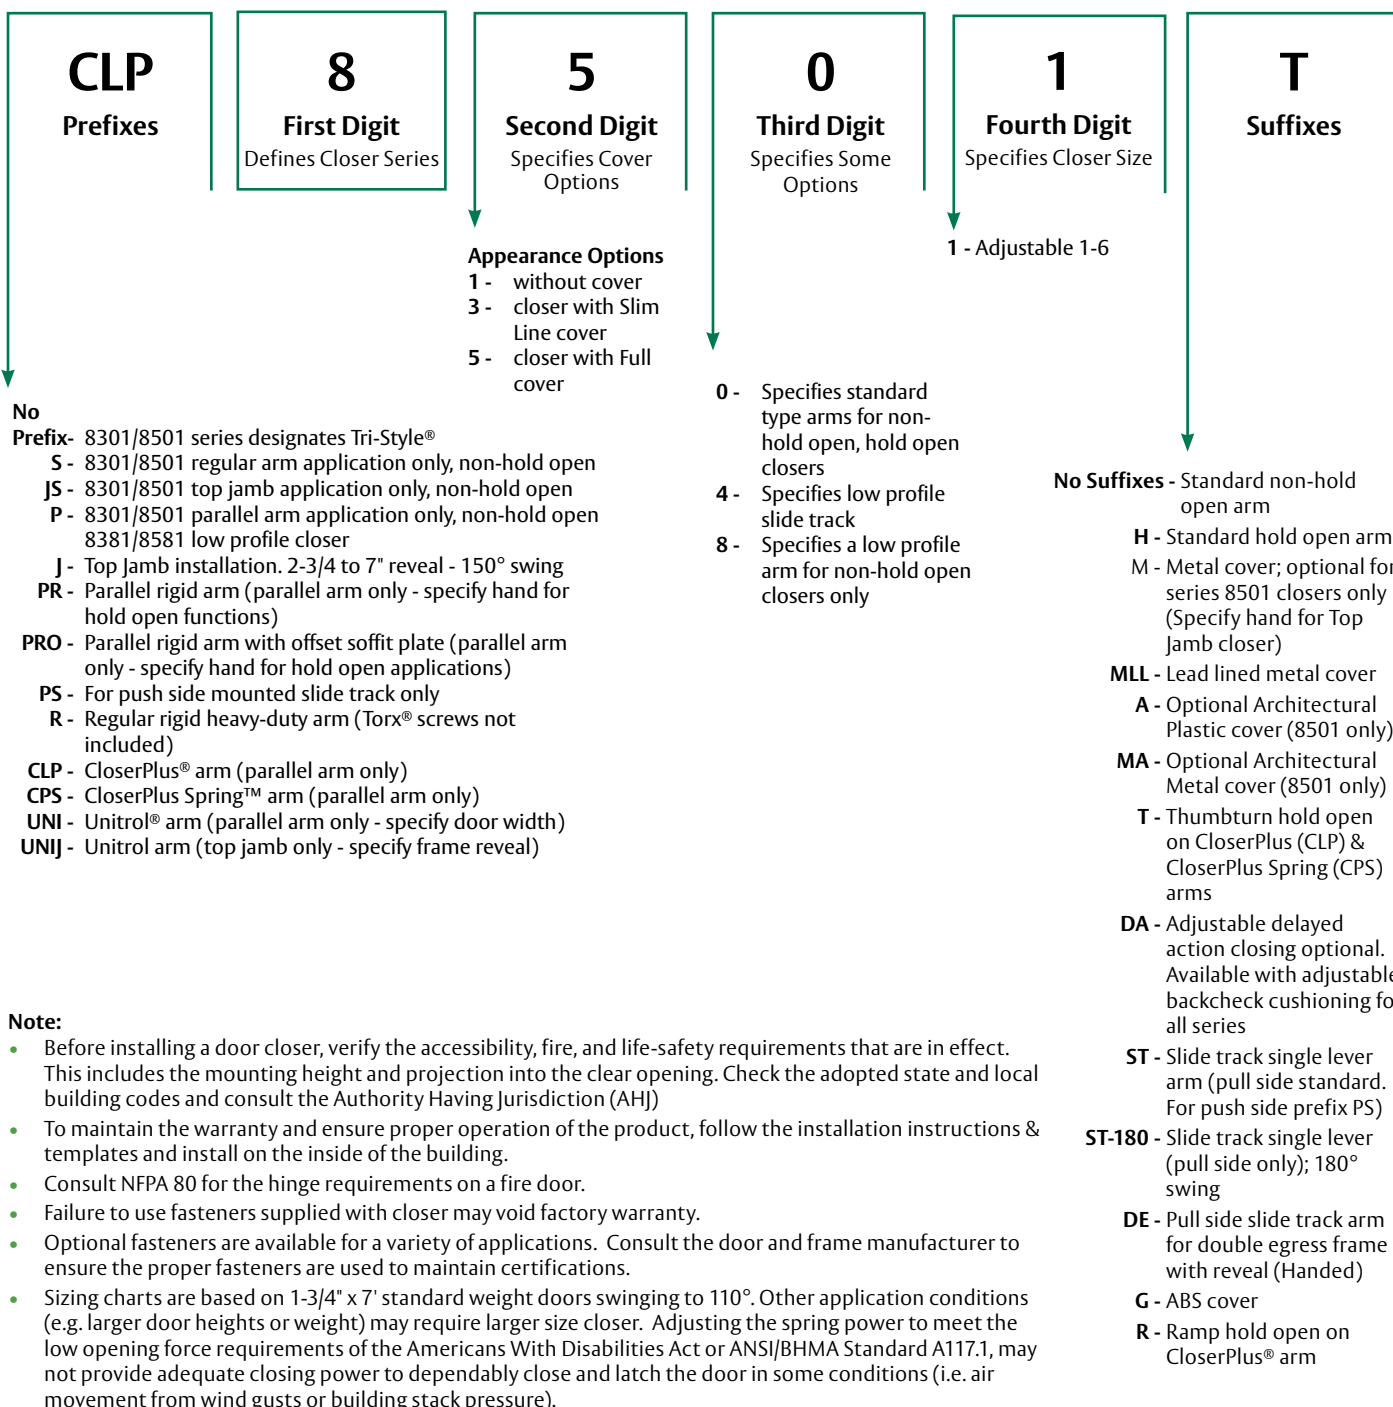 CLP
Prefixes
8
First Digit
Defines Closer Series
5
Second Digit
Specifies Cover
Options
0
Third Digit
Specifies Some
Options
1
Fourth Digit
Specifies Closer Size
T
Suffixes
No
Prefix- 8301/8501 series designates Tri-Style®
S - 8301/8501 regular arm application only, non-hold open
JS - 8301/8501 top jamb application only, non-hold open
P - 8301/8501 parallel arm application only, non-hold open
8381/8581 low profile closer
J - Top Jamb installation. 2-3/4 to 7" reveal - 150° swing
PR - Parallel rigid arm (parallel arm only - specify hand for
hold open functions)
PRO - Parallel rigid arm with offset soffit plate (parallel arm
only - specify hand for hold open applications)
PS - For push side mounted slide track only
R - Regular rigid heavy-duty arm (Torx® screws not
included)
CLP - CloserPlus® arm (parallel arm only)
CPS - CloserPlus Spring™ arm (parallel arm only)
UNI - Unitrol® arm (parallel arm only - specify door width)
UNIJ - Unitrol arm (top jamb only - specify frame reveal)
Appearance Options
1 - without cover
3 - closer with Slim
Line cover
5 - closer with Full
cover
0 - Specifies standard
type arms for non-
hold open, hold open
closers
4 - Specifies low profile
slide track
8 - Specifies a low profile
arm for non-hold open
closers only
1 - Adjustable 1-6
No Suffixes - Standard non-hold
open arm
H - Standard hold open arm
M - Metal cover; optional for
series 8501 closers only
(Specify hand for Top
Jamb closer)
MLL - Lead lined metal cover
A - Optional Architectural
Plastic cover (8501 only)
MA - Optional Architectural
Metal cover (8501 only)
T - Thumbturn hold open
on CloserPlus (CLP) &
CloserPlus Spring (CPS)
arms
DA - Adjustable delayed
action closing optional.
Available with adjustable
backcheck cushioning fo
all series
ST - Slide track single lever
arm (pull side standard.
For push side prefix PS)
ST-180 - Slide track single lever
(pull side only); 180°
swing
DE - Pull side slide track arm
for double egress frame
with reveal (Handed)
G - ABS cover
R - Ramp hold open on
CloserPlus® arm
Note:
• Before installing a door closer, verify the accessibility, fire, and life-safety requirements that are in effect.
This includes the mounting height and projection into the clear opening. Check the adopted state and local
building codes and consult the Authority Having Jurisdiction (AHJ)
• To maintain the warranty and ensure proper operation of the product, follow the installation instructions &
templates and install on the inside of the building.
• Consult NFPA 80 for the hinge requirements on a fire door.
• Failure to use fasteners supplied with closer may void factory warranty.
• Optional fasteners are available for a variety of applications. Consult the door and frame manufacturer to
ensure the proper fasteners are used to maintain certifications.
• Sizing charts are based on 1-3/4" x 7' standard weight doors swinging to 110°. Other application conditions
(e.g. larger door heights or weight) may require larger size closer. Adjusting the spring power to meet the
low opening force requirements of the Americans With Disabilities Act or ANSI/BHMA Standard A117.1, may
not provide adequate closing power to dependably close and latch the door in some conditions (i.e. air
movement from wind gusts or building stack pressure).